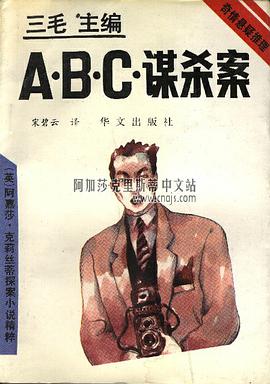 奇情悬疑推理
三毛 主编
A·B·C·谋杀案
宋碧云 译 华文出版社
阿加莎·克里斯蒂中文站
www.cnajs.com
(英)阿嘉莎·克莉丝蒂探案小说精粹